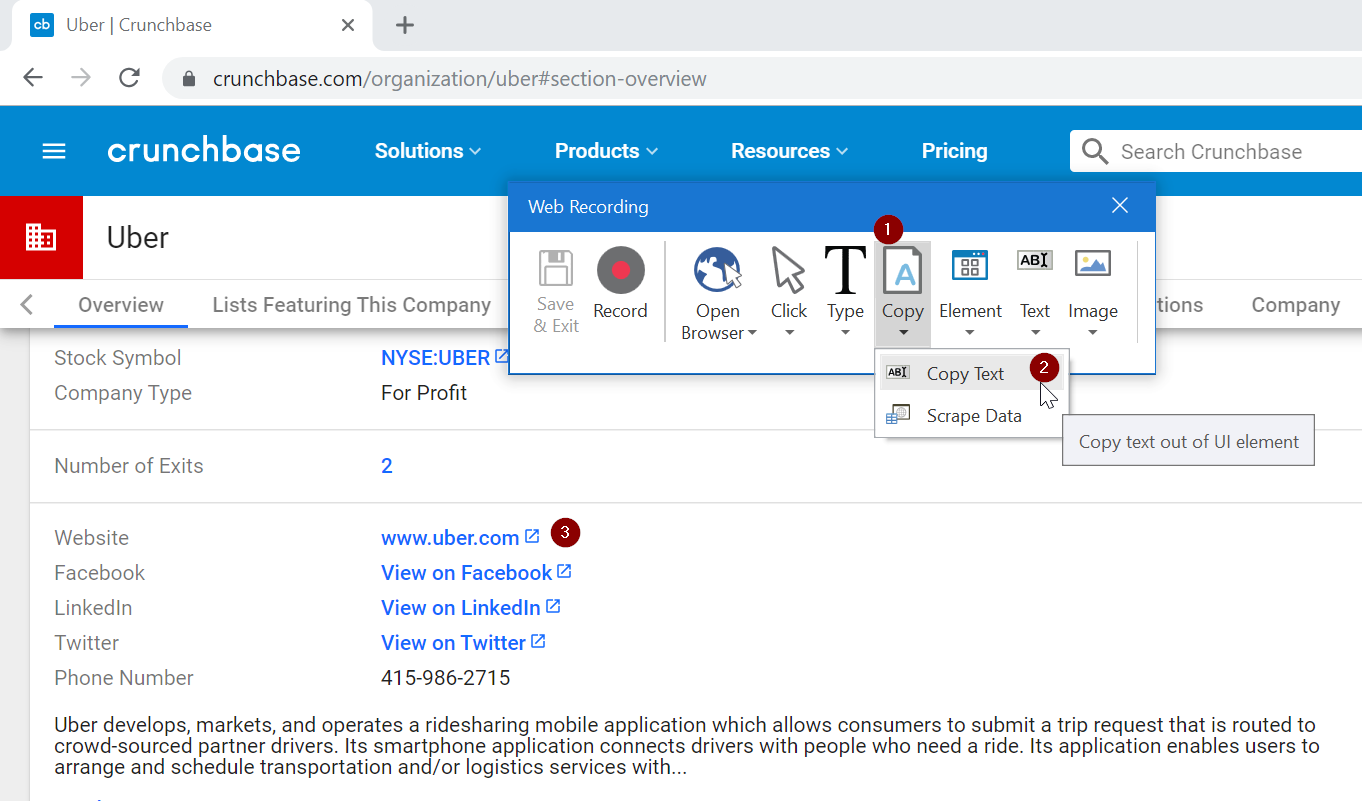 cb Uber | Crunchbase
crunchbase.com/organization/uber#section-overview
crunchbase Solutions Products Resources Pricing Search Crunchbase
Web Recording
Uber
1
Save & Exit
Record
Open Browser
Click
Type
Copy
Element
Text
Image
Overview Lists Featuring This Company tions Company
Stock Symbol NYSE:UBER
Company Type For Profit
Copy Text 2
Scrape Data
Copy text out of UI element
Number of Exits 2
Website www.uber.com 3
Facebook View on Facebook
LinkedIn View on LinkedIn
Twitter View on Twitter
Phone Number 415-986-2715
Uber develops, markets, and operates a ridesharing mobile application which allows consumers to submit a trip request that is routed to
crowd-sourced partner drivers. Its smartphone application connects drivers with people who need a ride. Its application enables users to
arrange and schedule transportation and/or logistics services with...